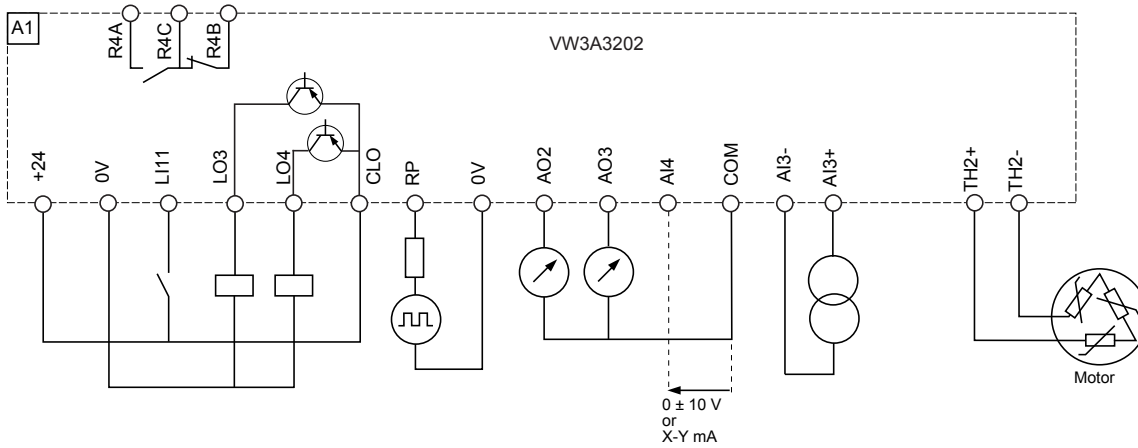 A1
R4A
R4C
R4B
VW3A3202
+24
0V
LI11
LO3
LO4
CLO
RP
0V
AO2
AO3
AI4
COM
AI3-
AI3+
TH2+
TH2-
Motor
0 ± 10 V
or
X-Y mA